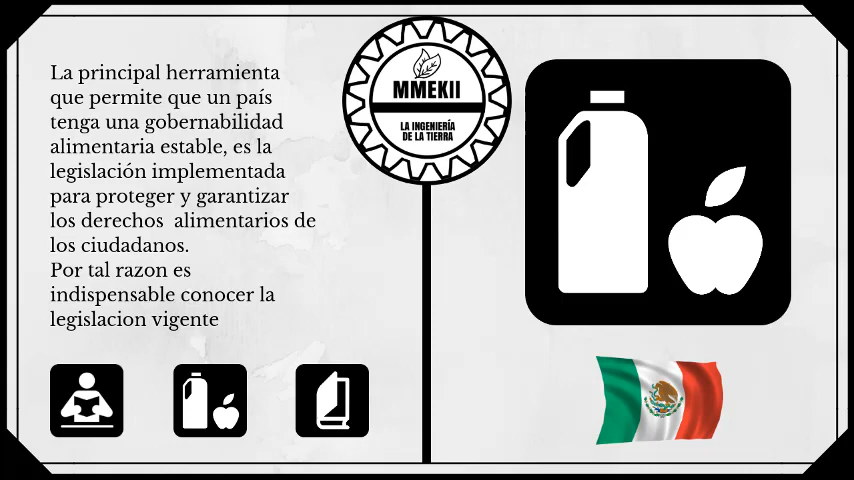 La principal herramienta
que permite que un país
tenga una gobernabilidad
alimentaria estable, es la
legislación implementada
para proteger y garantizar
los derechos  alimentarios de
los ciudadanos.
Por tal razon es
indispensable conocer la
legislacion vigente
MMEKII
LA INGENIERÍA
DE LA TIERRA